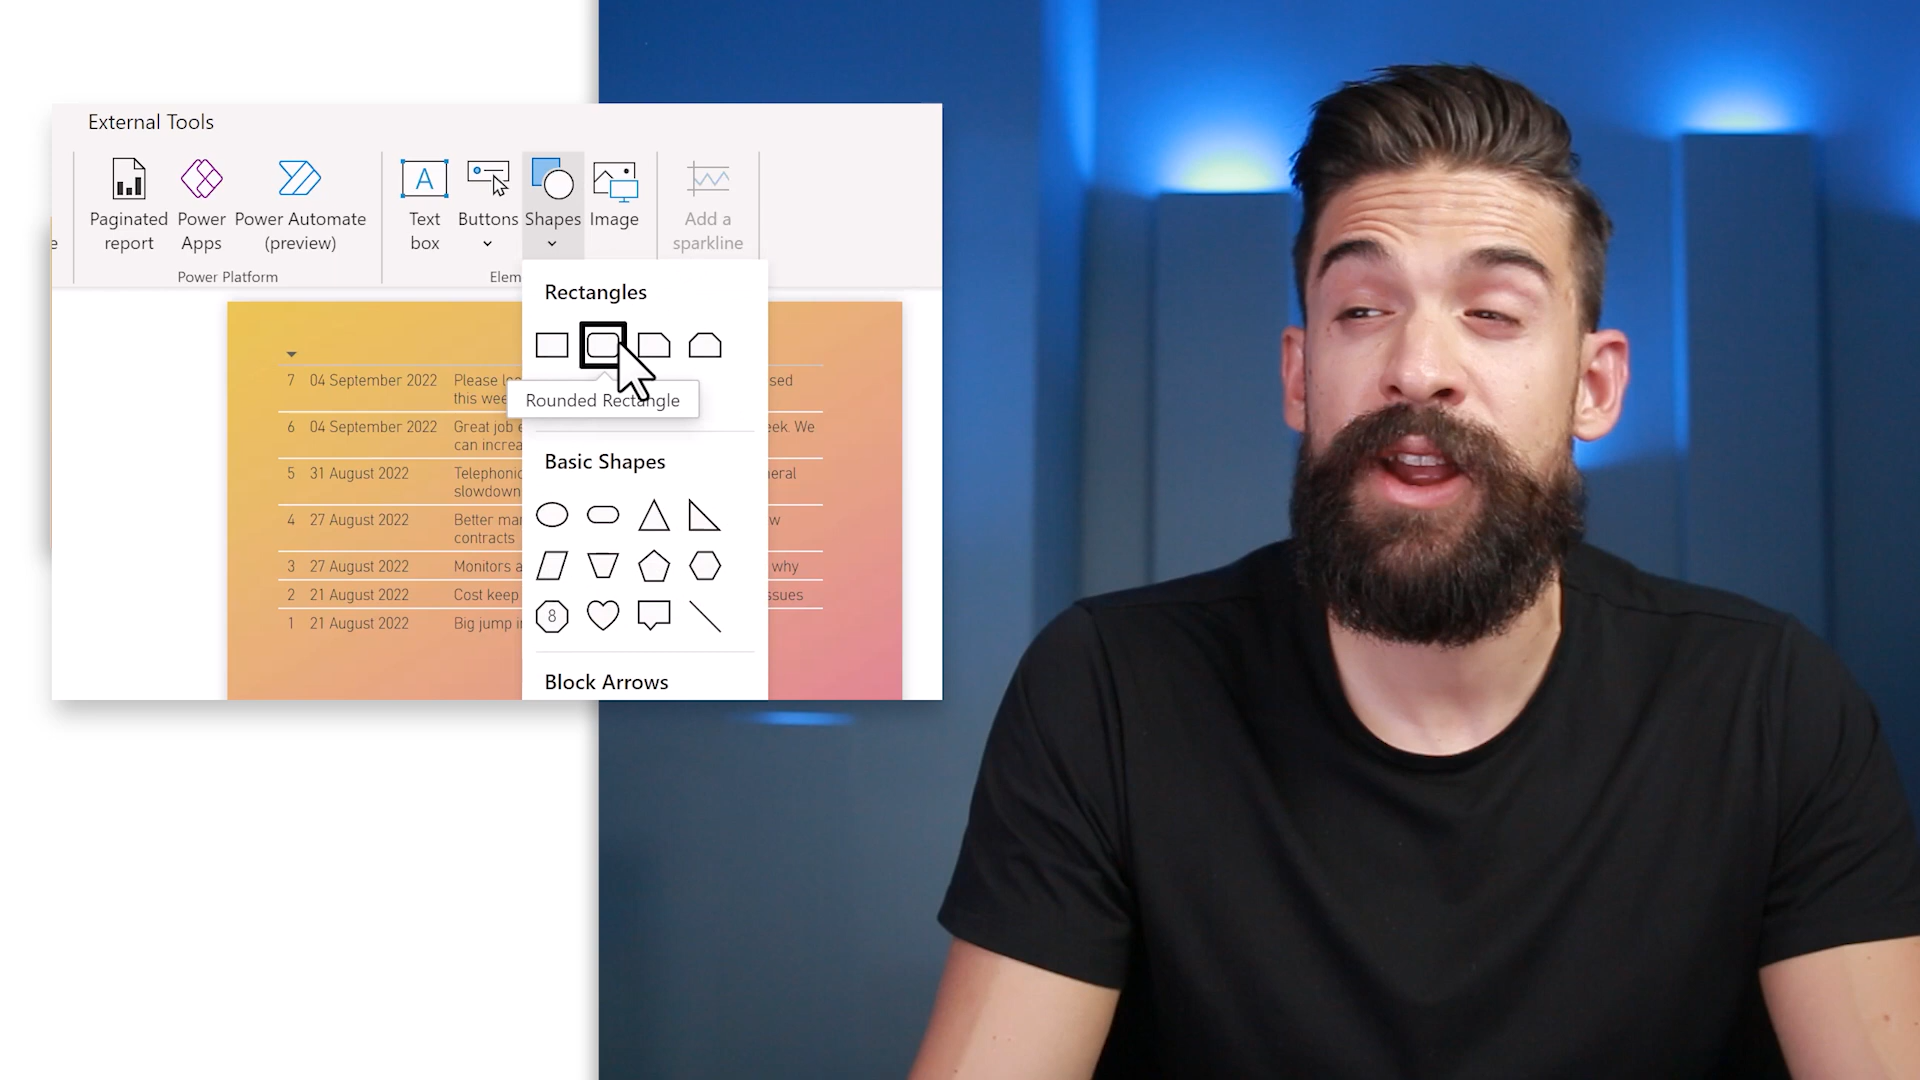 External Tools
Paginated report
Power Apps
Power Automate (preview)
Text box
Buttons
Shapes
Image
Add a sparkline
Power Platform
Elem
Rectangles
Rounded Rectangle
7 04 September 2022 Please sed
this wee
6 04 September 2022 Great job eek. We
can increa
5 31 August 2022 Telephonic neral
slowdown
4 27 August 2022 Better mar w
contracts
3 27 August 2022 Monitors a why
2 21 August 2022 Cost keep ssues
1 21 August 2022 Big jump i
Basic Shapes
8
Block Arrows